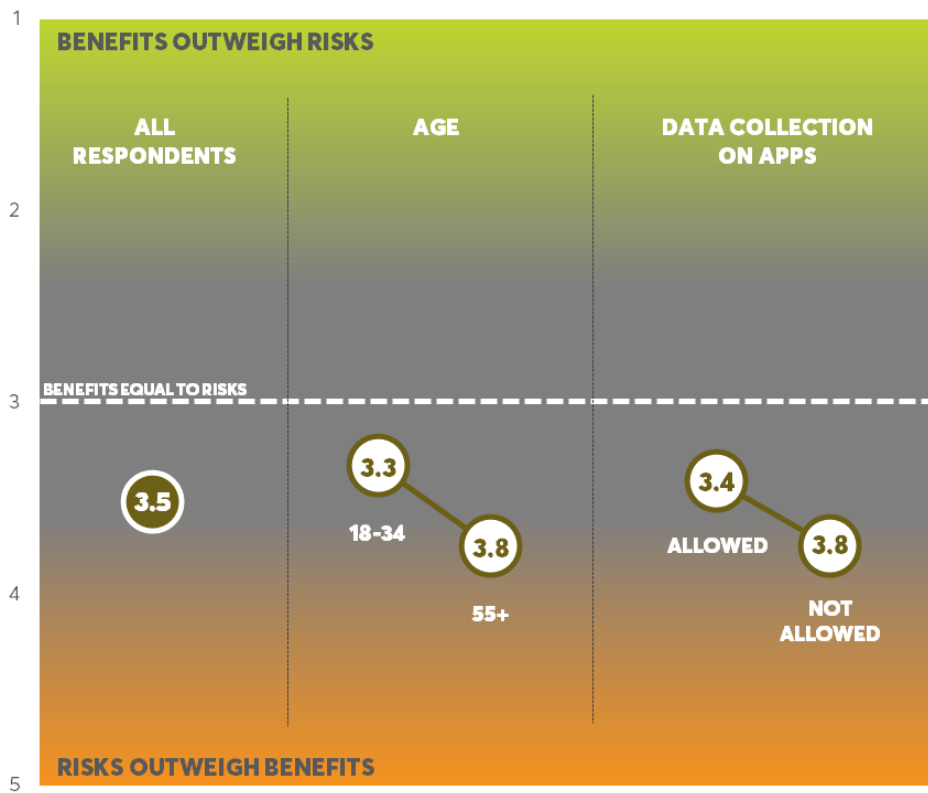 1
BENEFITS OUTWEIGH RISKS
ALL
RESPONDENTS
AGE
DATA COLLECTION
ON APPS
2
BENEFITS EQUAL TO RISKS
3
3.5
3.3
18-34
3.8
55+
3.4
ALLOWED
3.8
NOT
ALLOWED
4
RISKS OUTWEIGH BENEFITS
5